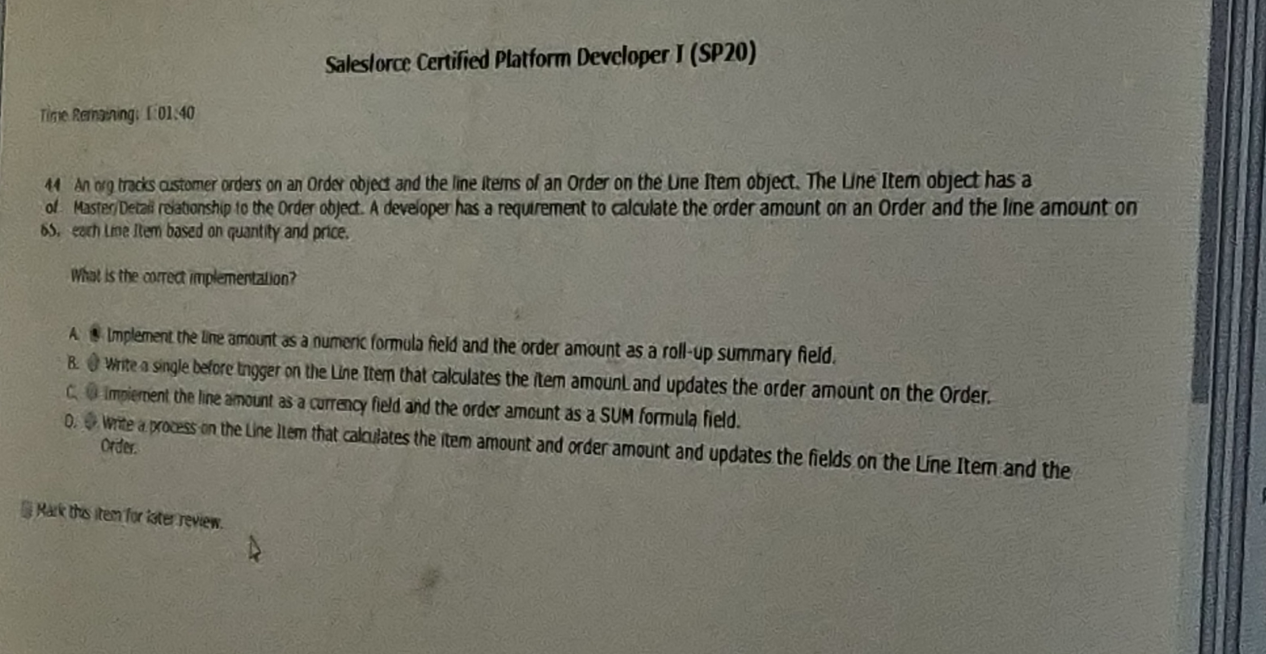 Salesforce Certified Platform Developer I (SP20)
Time Remaining: 1:01:40
44 An org tracks customer orders on an Order object and the line items of an Order on the Line Item object. The Line Item object has a
of Master/Detail relationship to the Order object. A developer has a requirement to calculate the order amount on an Order and the line amount on
65. each Line Item based on quantity and price.
What is the correct implementation?
A. Implement the line amount as a numeric formula field and the order amount as a roll-up summary field.
B. Write a single before trigger on the Line Item that calculates the item amount and updates the order amount on the Order.
C. Implement the line amount as a currency field and the order amount as a SUM formula field.
D. Write a process on the Line Item that calculates the item amount and order amount and updates the fields on the Line Item and the
Order.
Mark this item for later review.